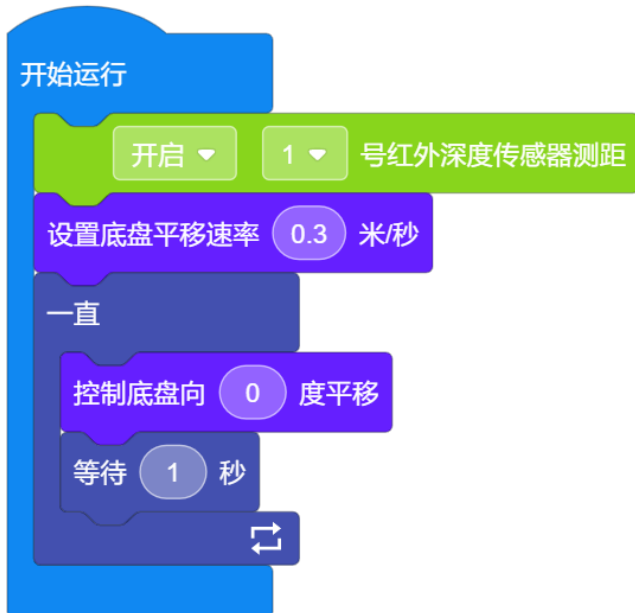 开始运行
开启 1 号红外深度传感器测距
设置底盘平移速率 0.3 米/秒
一直
控制底盘向 0 度平移
等待 1 秒